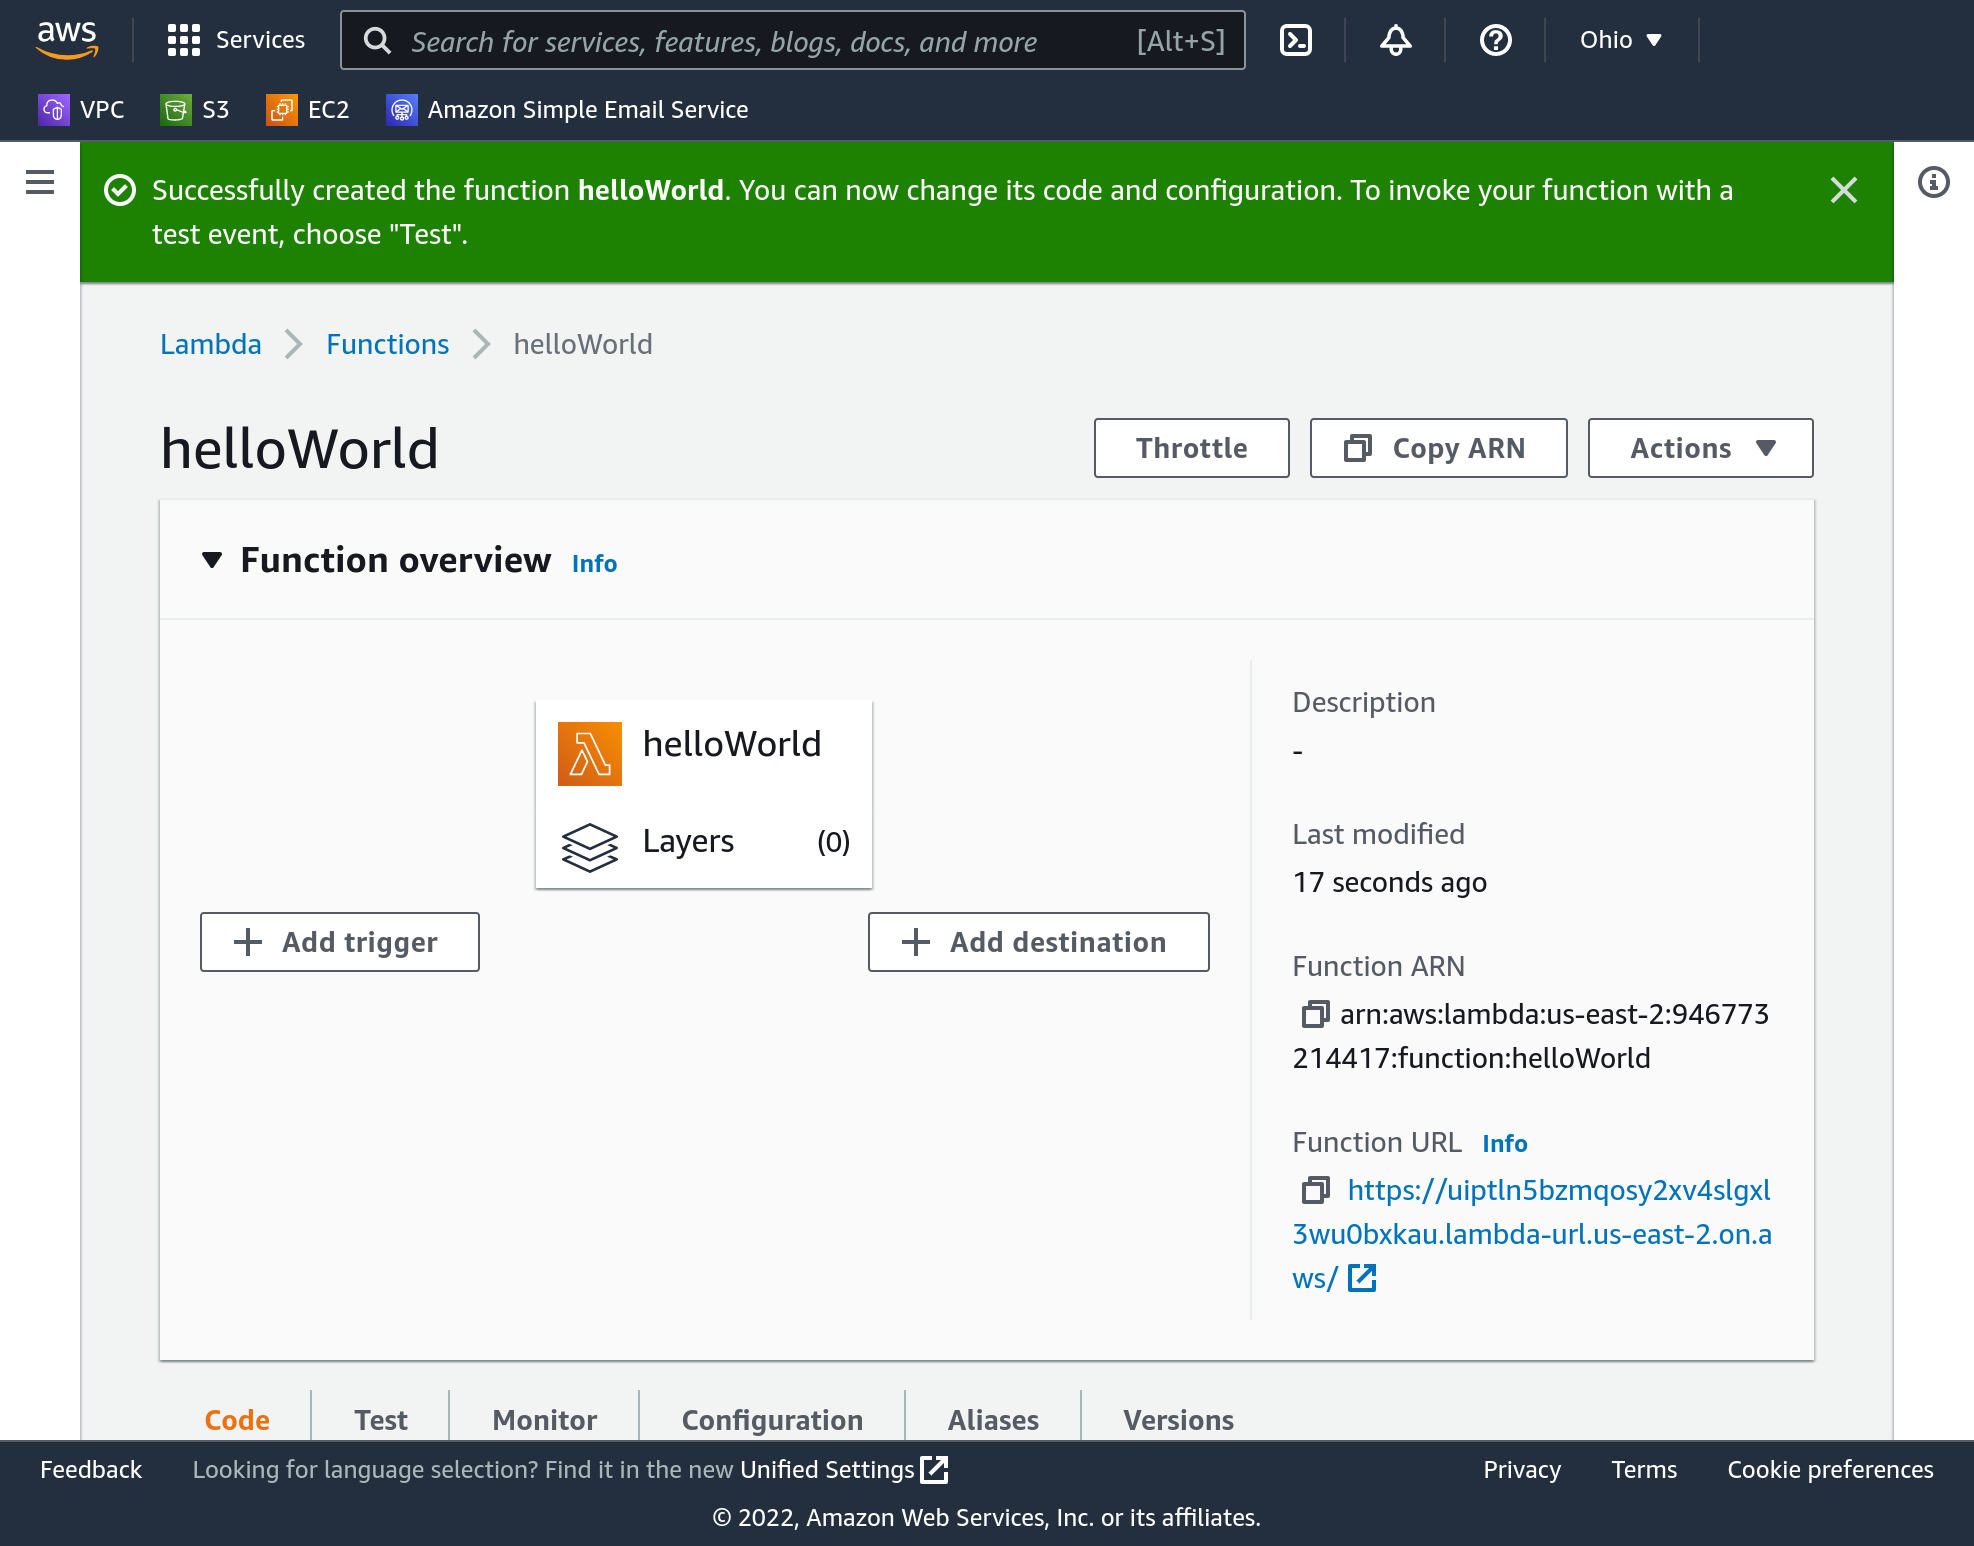 aws
Services
Search for services, features, blogs, docs, and more [Alt+S]
Ohio
VPC
S3
EC2
Amazon Simple Email Service
Successfully created the function helloWorld. You can now change its code and configuration. To invoke your function with a
test event, choose "Test".
Lambda
Functions
helloWorld
helloWorld
Throttle
Copy ARN
Actions
Function overview Info
helloWorld
Layers (0)
Add trigger
Add destination
Description
-
Last modified
17 seconds ago
Function ARN
arn:aws:lambda:us-east-2:946773
214417:function:helloWorld
Function URL Info
https://uiptln5bzmqosy2xv4slgxl
3wu0bxkau.lambda-url.us-east-2.on.a
ws/
Code
Test
Monitor
Configuration
Aliases
Versions
Feedback
Looking for language selection? Find it in the new Unified Settings
Privacy
Terms
Cookie preferences
© 2022, Amazon Web Services, Inc. or its affiliates.